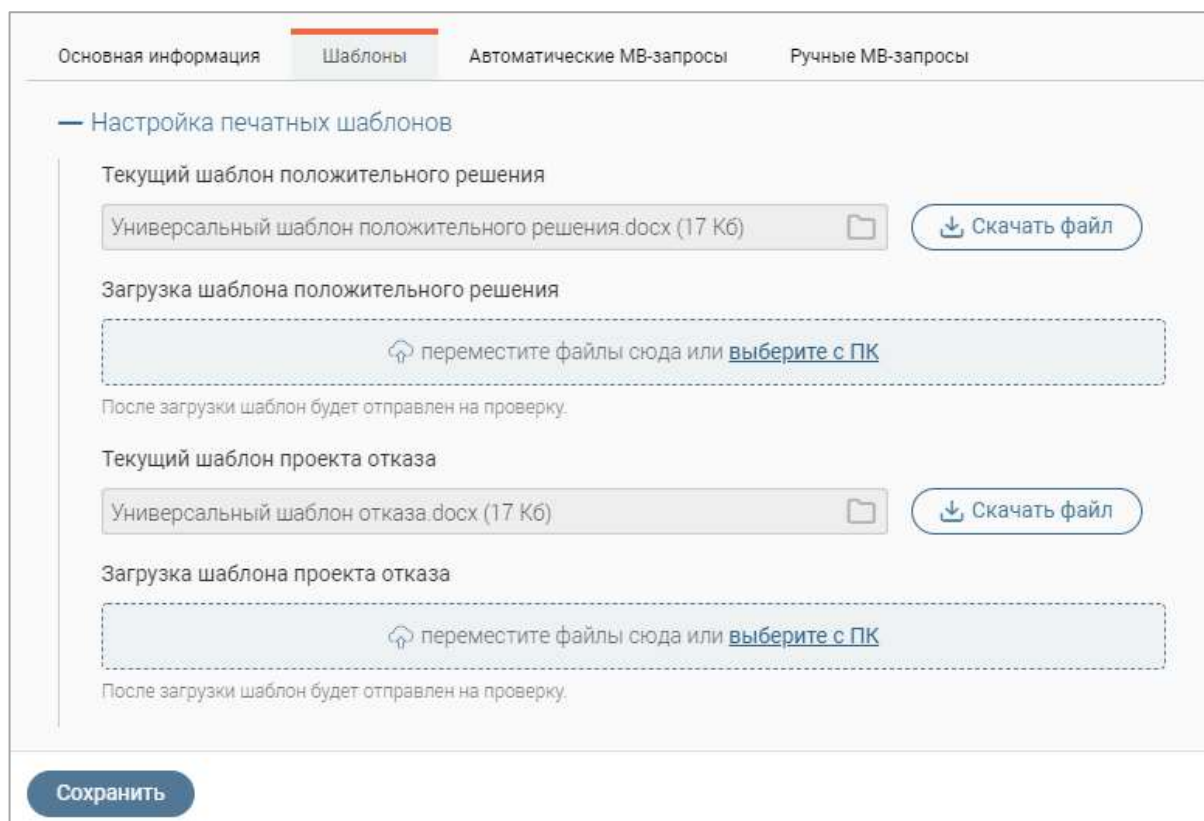 Основная информация Шаблоны Автоматические МВ-запросы Ручные МВ-запросы
— Настройка печатных шаблонов
Текущий шаблон положительного решения
Универсальный шаблон положительного решения.docx (17 Кб) Скачать файл
Загрузка шаблона положительного решения
переместите файлы сюда или выберите с ПК
После загрузки шаблон будет отправлен на проверку.
Текущий шаблон проекта отказа
Универсальный шаблон отказа.docx (17 Кб) Скачать файл
Загрузка шаблона проекта отказа
переместите файлы сюда или выберите с ПК
После загрузки шаблон будет отправлен на проверку.
Сохранить